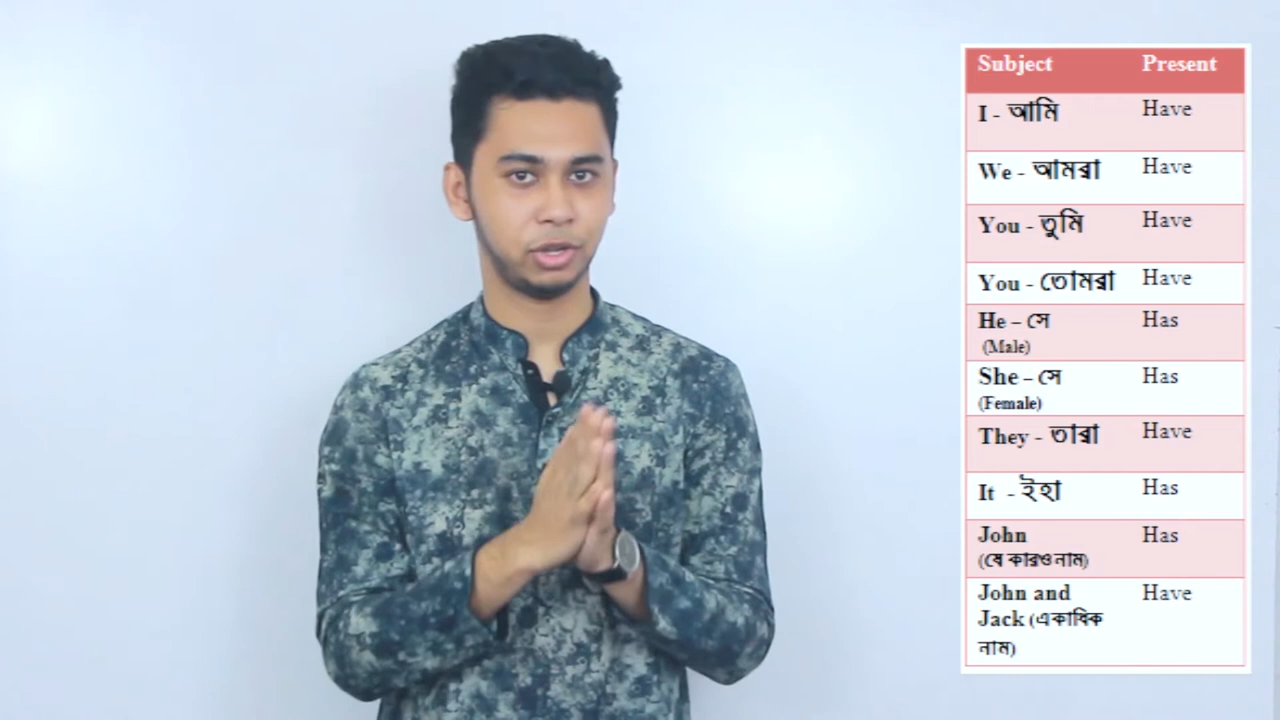 Subject Present
I - আমি Have
We - আমরা Have
You - তুমি Have
You - তোমরা Have
He – সে Has
(Male)
She – সে Has
(Female)
They - তারা Have
It - ইহা Has
John Has
(যে কারও নাম)
John and Have
Jack (একাধিক
নাম)